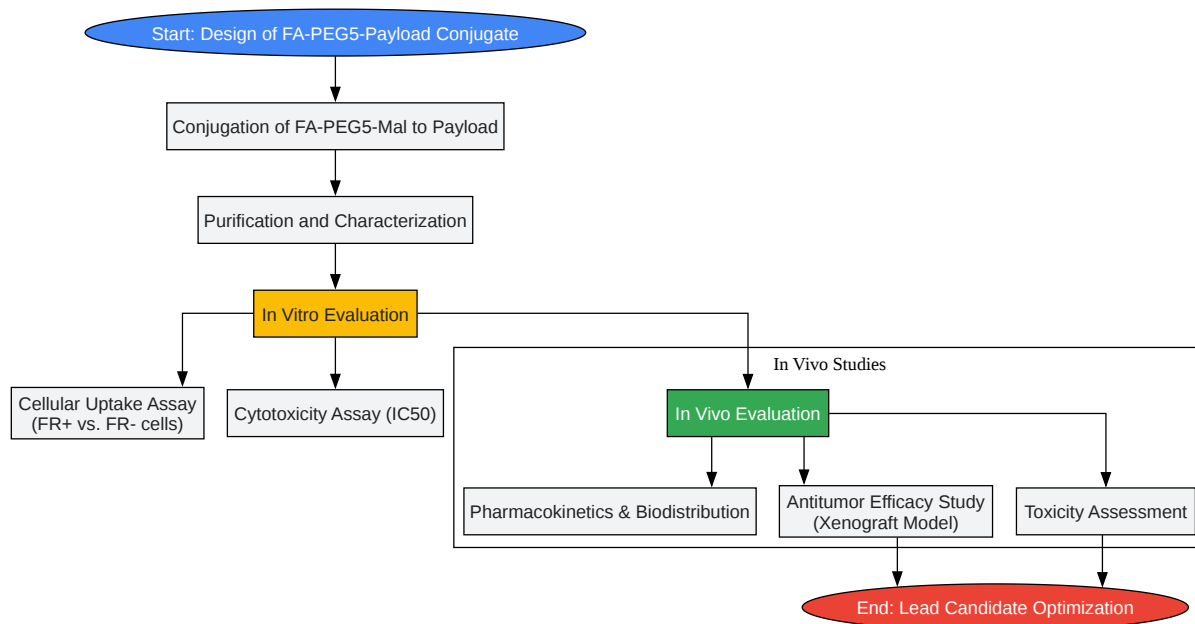 Start: Design of FA-PEG5-Payload Conjugate
Conjugation of FA-PEG5-Mal to Payload
Purification and Characterization
In Vitro Evaluation
In Vivo Studies
Cellular Uptake Assay
(FR+ vs. FR- cells)
Cytotoxicity Assay (IC50)
In Vivo Evaluation
Pharmacokinetics & Biodistribution
Antitumor Efficacy Study
(Xenograft Model)
Toxicity Assessment
End: Lead Candidate Optimization